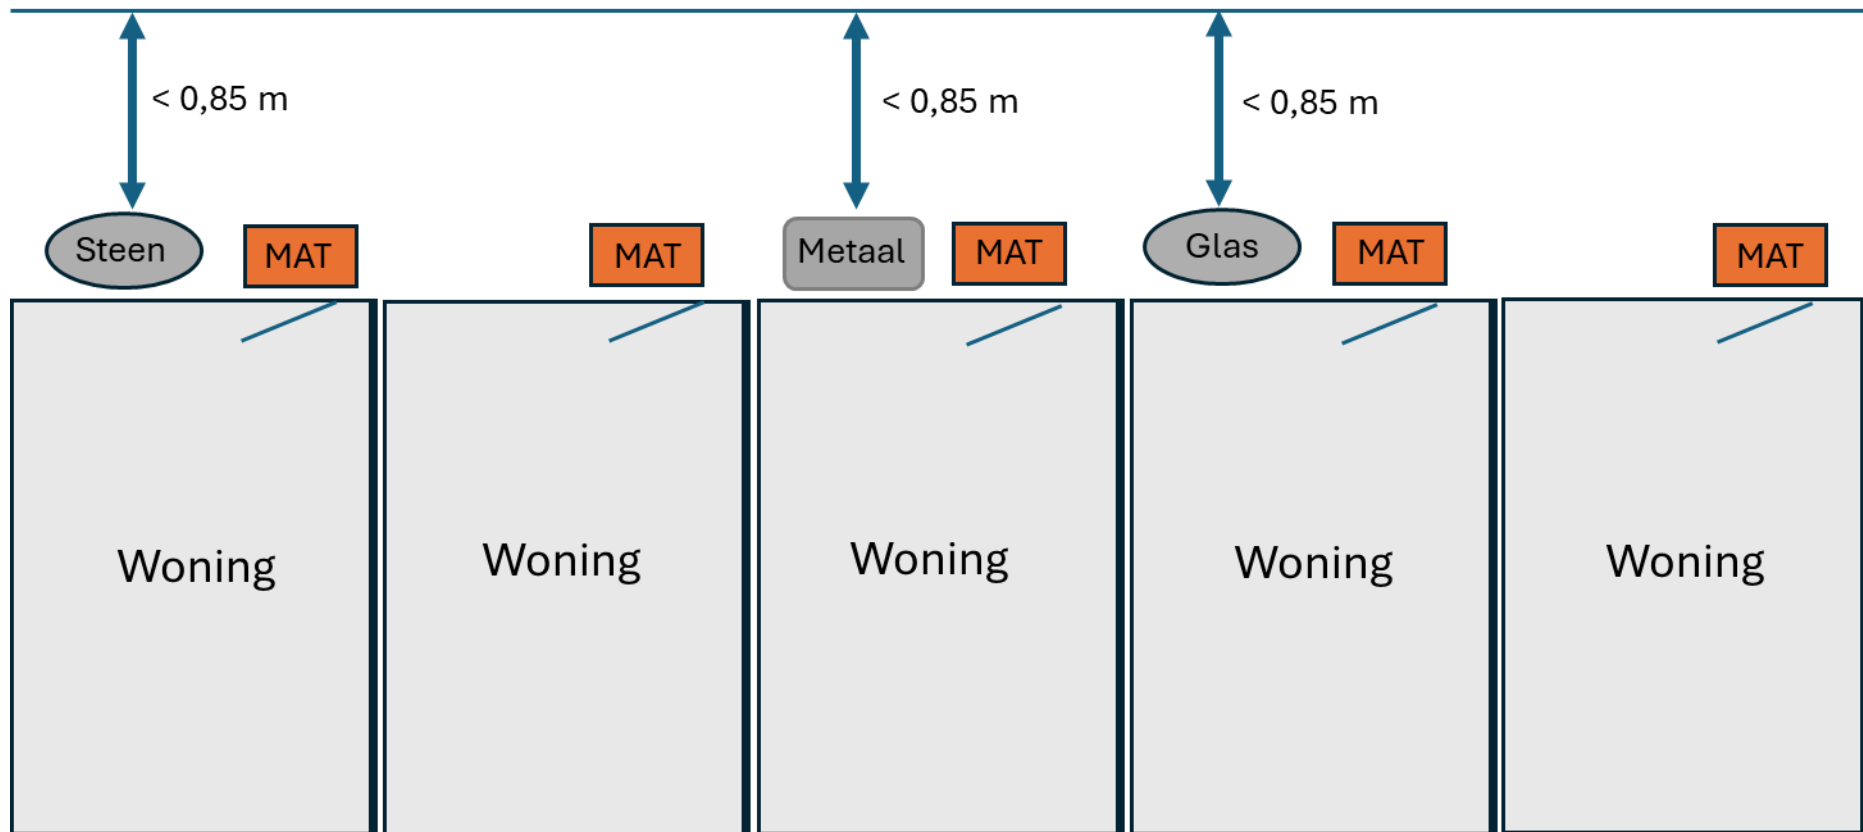 < 0,85 m
< 0,85 m
< 0,85 m
Steen
MAT
MAT
Metaal
MAT
Glas
MAT
MAT
Woning
Woning
Woning
Woning
Woning